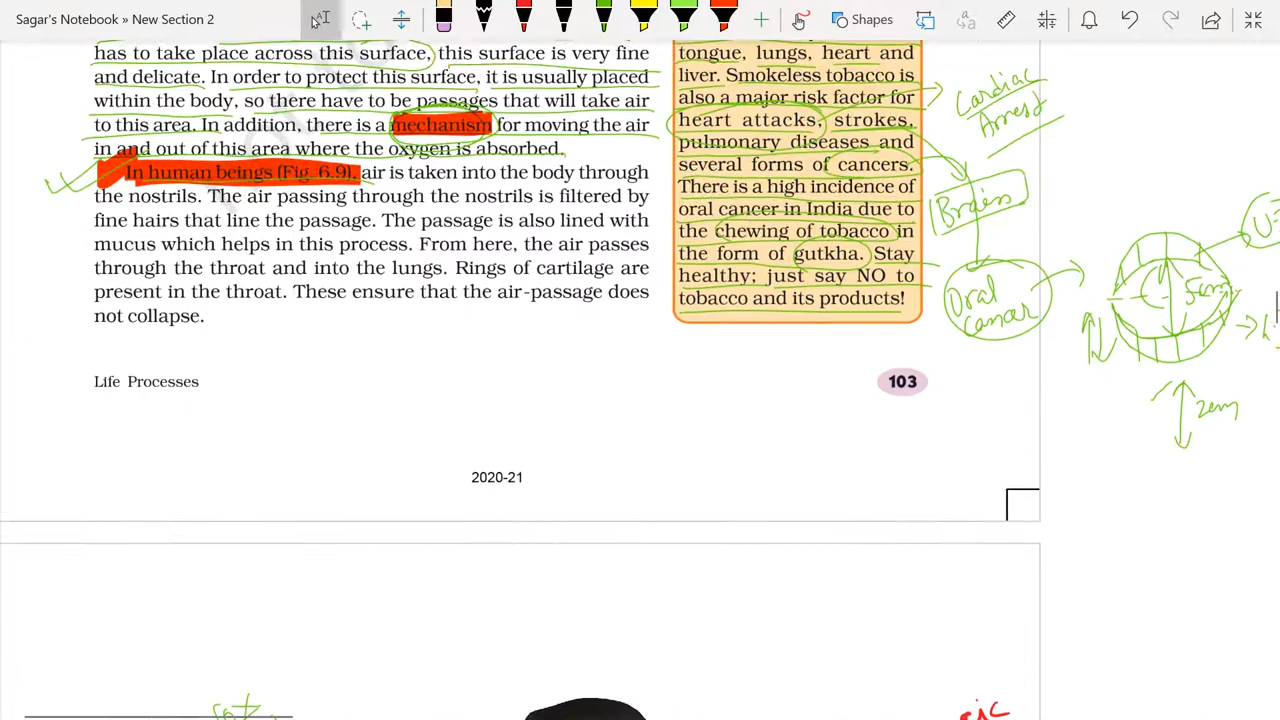 Sagar's Notebook » New Section 2
Shapes
has to take place across this surface, this surface is very fine
and delicate. In order to protect this surface, it is usually placed
within the body, so there have to be passages that will take air
to this area. In addition, there is a mechanism for moving the air
in and out of this area where the oxygen is absorbed.
In human beings (Fig. 6.9), air is taken into the body through
the nostrils. The air passing through the nostrils is filtered by
fine hairs that line the passage. The passage is also lined with
mucus which helps in this process. From here, the air passes
through the throat and into the lungs. Rings of cartilage are
present in the throat. These ensure that the air-passage does
not collapse.
tongue, lungs, heart and
liver. Smokeless tobacco is
also a major risk factor for
heart attacks, strokes,
pulmonary diseases and
several forms of cancers.
There is a high incidence of
oral cancer in India due to
the chewing of tobacco in
the form of gutkha. Stay
healthy; just say NO to
tobacco and its products!
Cardiac
Arrest
Oral
cancer
5cm
2cm
Life Processes
103
2020-21